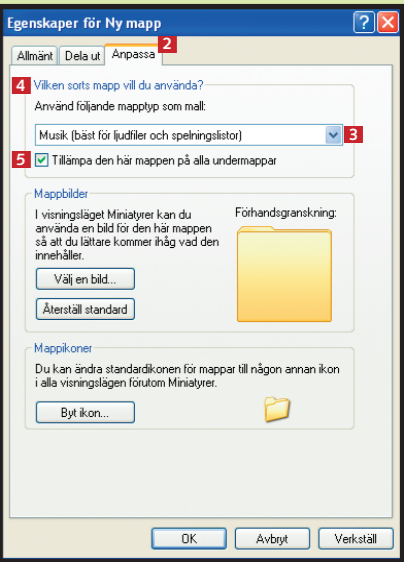 Egenskaper för Ny mapp
?
X
2
Allmänt Dela ut Anpassa
4 Vilken sorts mapp vill du använda?
Använd följande mapptyp som mall:
Musik (bäst för ljudfiler och spelningslistor) 3
5 Tillämpa den här mappen på alla undermappar
Mappbilder
I visningsläget Miniatyrer kan du
använda en bild för den här mappen
så att du lättare kommer ihåg vad den
innehåller.
Förhandsgranskning:
Välj en bild...
Återställ standard
Mappikoner
Du kan ändra standardikonen för mappar till någon annan ikon
i alla visningslägen förutom Miniatyrer.
Byt ikon...
OK Avbryt Verkställ